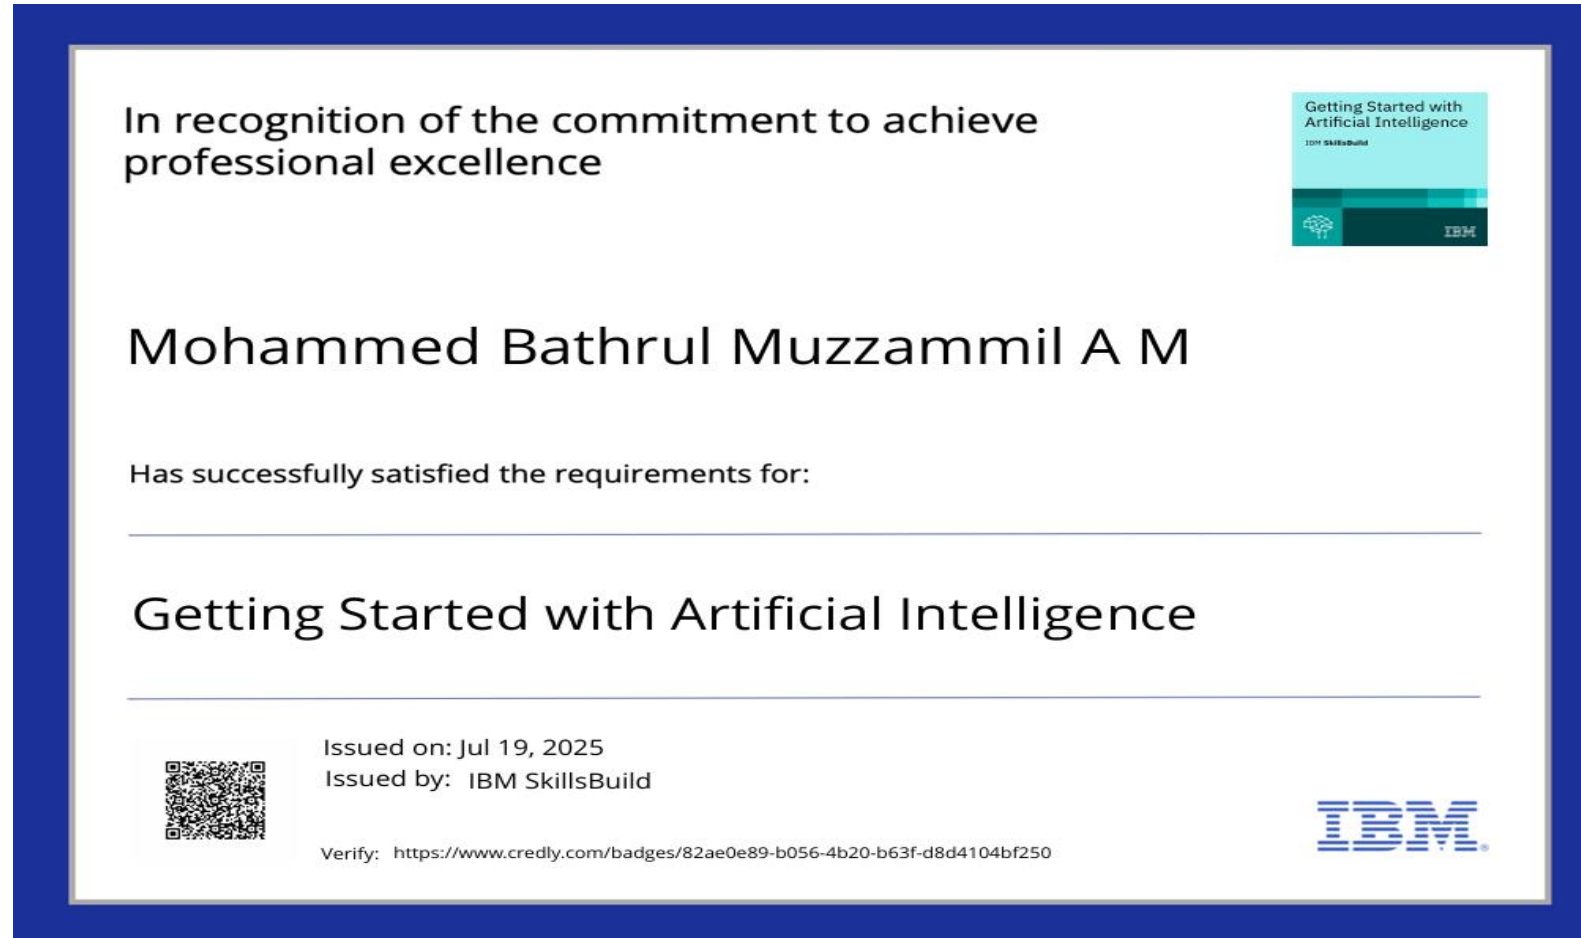 In recognition of the commitment to achieve
professional excellence
Getting Started with
Artificial Intelligence
IBM SkillsBuild
IBM
Mohammed Bathrul Muzzammil A M
Has successfully satisfied the requirements for:
Getting Started with Artificial Intelligence
Issued on: Jul 19, 2025
Issued by: IBM SkillsBuild
Verify: https://www.credly.com/badges/82ae0e89-b056-4b20-b63f-d8d4104bf250
IBM®